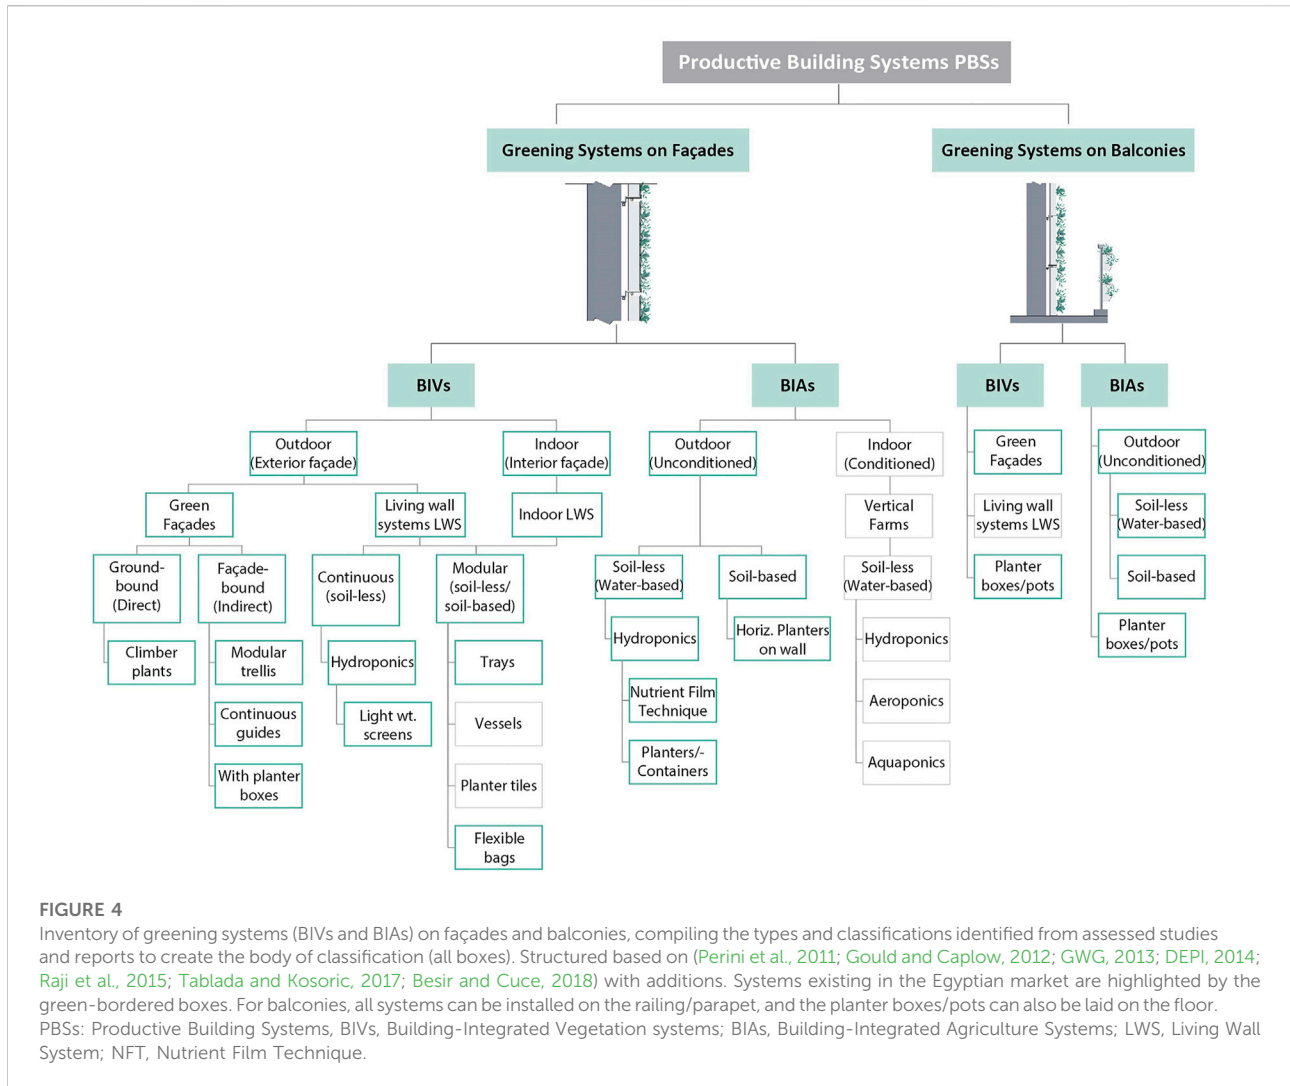 Productive Building Systems PBSs
Greening Systems on Façades
Greening Systems on Balconies
BIVs
BIAs
BIVs
BIAs
Outdoor
(Exterior façade)
Indoor
(Interior façade)
Outdoor
(Unconditioned)
Indoor
(Conditioned)
Green
Façades
Outdoor
(Unconditioned)
Green
Façades
Living wall
systems LWS
Indoor LWS
Vertical
Farms
Living wall
systems LWS
Soil-less
(Water-based)
Ground-
bound
(Direct)
Façade-
bound
(Indirect)
Continuous
(soil-less)
Modular
(soil-less/
soil-based)
Soil-less
(Water-based)
Soil-based
Soil-less
(Water-based)
Planter
boxes/pots
Soil-based
Climber
plants
Modular
trellis
Hydroponics
Trays
Hydroponics
Horiz. Planters
on wall
Hydroponics
Planter
boxes/pots
Continuous
guides
Light wt.
screens
Vessels
Nutrient Film
Technique
Aeroponics
With planter
boxes
Planter tiles
Planters/-
Containers
Aquaponics
Flexible
bags
FIGURE 4
Inventory of greening systems (BIVs and BIAs) on façades and balconies, compiling the types and classifications identified from assessed studies
and reports to create the body of classification (all boxes). Structured based on (Perini et al., 2011; Gould and Caplow, 2012; GWG, 2013; DEPI, 2014;
Raji et al., 2015; Tablada and Kosoric, 2017; Besir and Cuce, 2018) with additions. Systems existing in the Egyptian market are highlighted by the
green-bordered boxes. For balconies, all systems can be installed on the railing/parapet, and the planter boxes/pots can also be laid on the floor.
PBSs: Productive Building Systems, BIVs, Building-Integrated Vegetation systems; BIAs, Building-Integrated Agriculture Systems; LWS, Living Wall
System; NFT, Nutrient Film Technique.